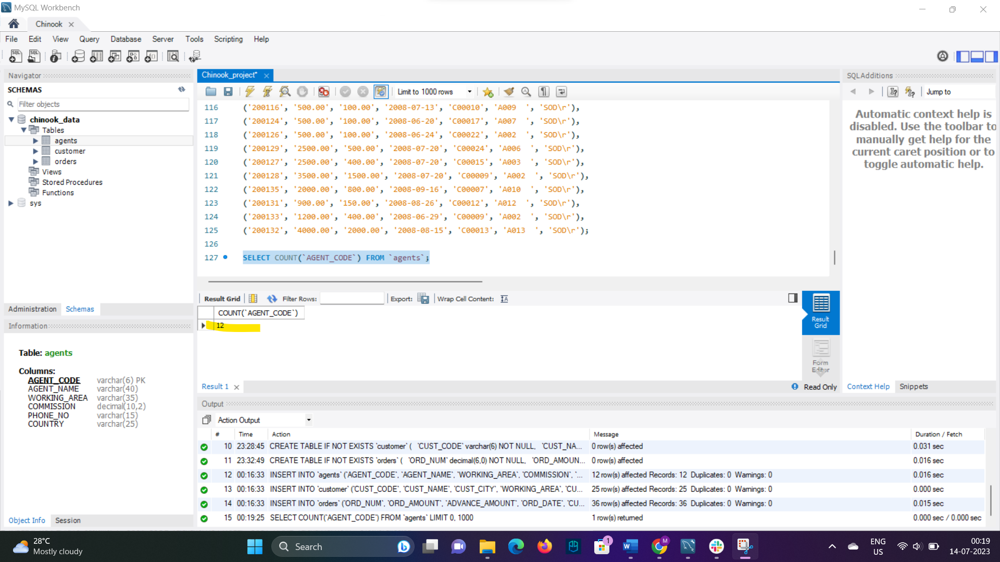 MySQL Workbench
Chinook
File Edit View Query Database Server Tools Scripting Help
Navigator
SCHEMAS
Filter objects
chinook_data
Tables
agents
customer
orders
Views
Stored Procedures
Functions
sys
Administration Schemas
Information
Table: agents
Columns:
AGENT_CODE varchar(6) PK
AGENT_NAME varchar(40)
WORKING_AREA varchar(35)
COMMISSION decimal(10,2)
PHONE_NO varchar(15)
COUNTRY varchar(25)
Object Info Session
Chinook_project*
Limit to 1000 rows
116 ('200116', '500.00', '100.00', '2008-07-13', 'C00010', 'A009  ', 'SOD\r'),
117 ('200124', '500.00', '100.00', '2008-06-20', 'C00017', 'A007  ', 'SOD\r'),
118 ('200126', '500.00', '100.00', '2008-06-24', 'C00022', 'A002  ', 'SOD\r'),
119 ('200129', '2500.00', '500.00', '2008-07-20', 'C00024', 'A006  ', 'SOD\r'),
120 ('200127', '2500.00', '400.00', '2008-07-20', 'C00015', 'A003  ', 'SOD\r'),
121 ('200128', '3500.00', '1500.00', '2008-07-20', 'C00009', 'A002  ', 'SOD\r'),
122 ('200135', '2000.00', '800.00', '2008-09-16', 'C00007', 'A010  ', 'SOD\r'),
123 ('200131', '900.00', '150.00', '2008-08-26', 'C00012', 'A012  ', 'SOD\r'),
124 ('200133', '1200.00', '400.00', '2008-06-29', 'C00009', 'A002  ', 'SOD\r'),
125 ('200132', '4000.00', '2000.00', '2008-08-15', 'C00013', 'A013  ', 'SOD\r');
126
127 SELECT COUNT(`AGENT_CODE`) FROM `agents`;
Result Grid Filter Rows: Export: Wrap Cell Content:
COUNT(`AGENT_CODE`)
12
Result Grid
Form Editor
Result 1 Read Only
SQLAdditions
Jump to
Automatic context help is
disabled. Use the toolbar to
manually get help for the
current caret position or to
toggle automatic help.
Context Help Snippets
Output
Action Output
# Time Action Message Duration / Fetch
10 23:28:45 CREATE TABLE IF NOT EXISTS `customer` (   `CUST_CODE` varchar(6) NOT NULL,   `CUST_NA... 0 row(s) affected 0.031 sec
11 23:32:49 CREATE TABLE IF NOT EXISTS `orders` (   `ORD_NUM` decimal(6,0) NOT NULL,   `ORD_AMOUN... 0 row(s) affected 0.016 sec
12 00:16:33 INSERT INTO `agents` (`AGENT_CODE`, `AGENT_NAME`, `WORKING_AREA`, `COMMISSION`, `... 12 row(s) affected Records: 12  Duplicates: 0  Warnings: 0 0.016 sec
13 00:16:33 INSERT INTO `customer` (`CUST_CODE`, `CUST_NAME`, `CUST_CITY`, `WORKING_AREA`, `CU... 25 row(s) affected Records: 25  Duplicates: 0  Warnings: 0 0.000 sec
14 00:16:33 INSERT INTO `orders` (`ORD_NUM`, `ORD_AMOUNT`, `ADVANCE_AMOUNT`, `ORD_DATE`, `CU... 36 row(s) affected Records: 36  Duplicates: 0  Warnings: 0 0.015 sec
15 00:19:25 SELECT COUNT(`AGENT_CODE`) FROM `agents` LIMIT 0, 1000 1 row(s) returned 0.000 sec / 0.000 sec
28°C
Mostly cloudy
Search
1
M
ENG
US
00:19
14-07-2023